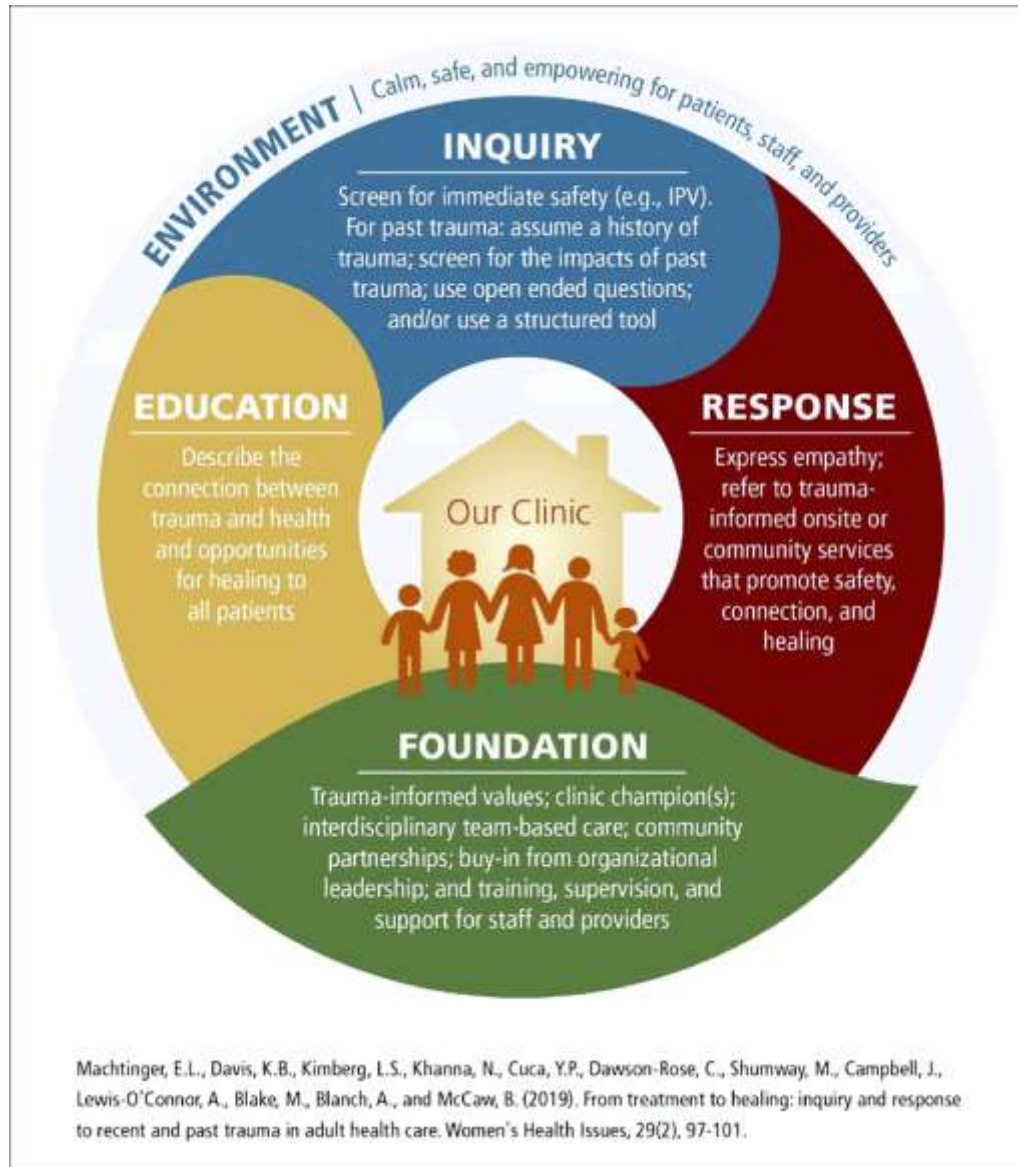 ENVIRONMENT | Calm, safe, and empowering for patients, staff, and providers
INQUIRY
Screen for immediate safety (e.g., IPV).
For past trauma: assume a history of
trauma; screen for the impacts of past
trauma; use open ended questions;
and/or use a structured tool
EDUCATION
Describe the
connection between
trauma and health
and opportunities
for healing to
all patients
RESPONSE
Express empathy;
refer to trauma-
informed onsite or
community services
that promote safety,
connection, and
healing
Our Clinic
FOUNDATION
Trauma-informed values; clinic champion(s);
interdisciplinary team-based care; community
partnerships; buy-in from organizational
leadership; and training, supervision, and
support for staff and providers
Machtinger, E.L., Davis, K.B., Kimberg, L.S., Khanna, N., Cuca, Y.P., Dawson-Rose, C., Shumway, M., Campbell, J.,
Lewis-O'Connor, A., Blake, M., Blanch, A., and McCaw, B. (2019). From treatment to healing: inquiry and response
to recent and past trauma in adult health care. Women's Health Issues, 29(2), 97-101.